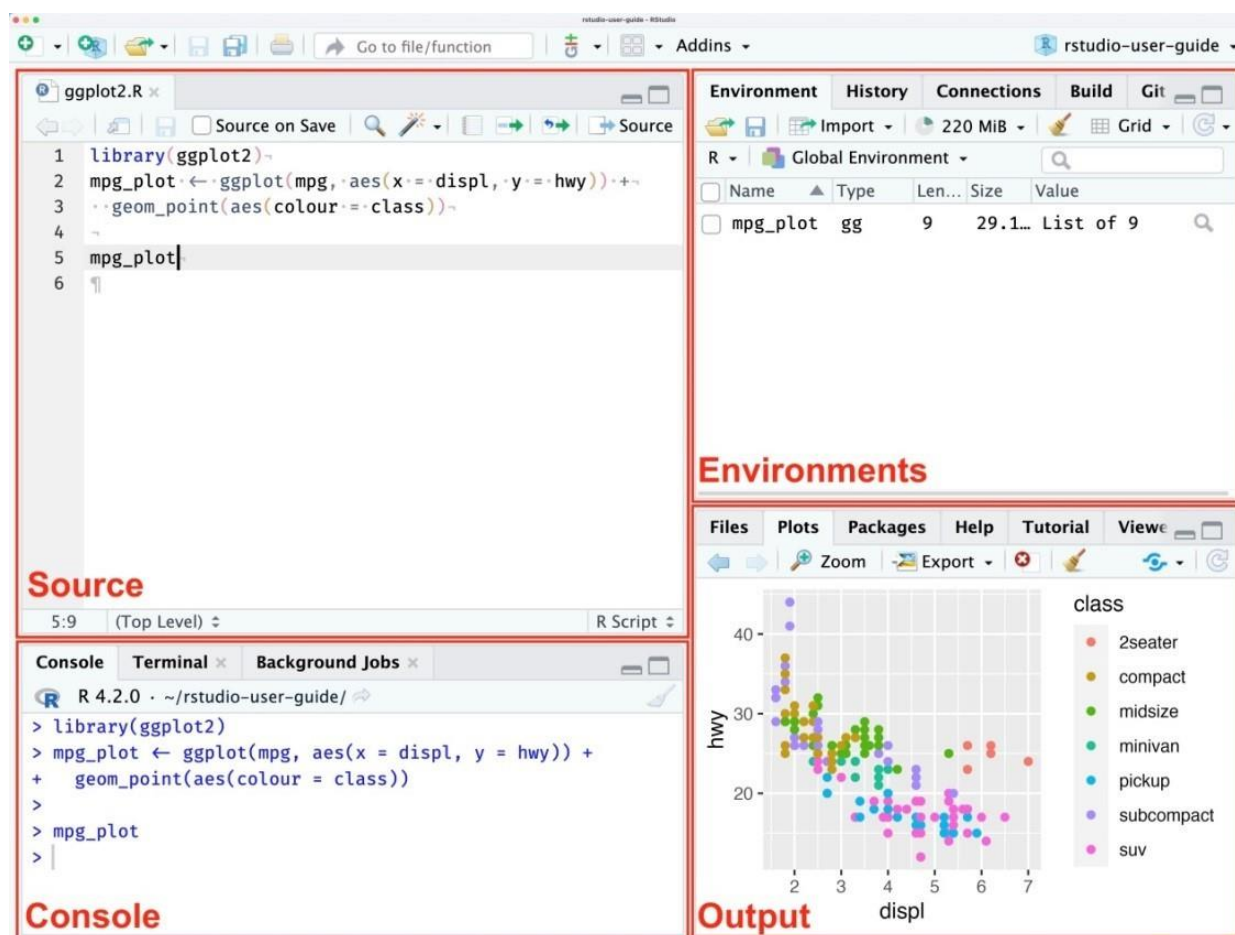 rstudio-user-guide - RStudio
Go to file/function
Addins
rstudio-user-guide
ggplot2.R
Source on Save
Source
1 library(ggplot2)¬
2 mpg_plot·←·ggplot(mpg,·aes(x·=·displ,·y·=·hwy))·+¬
3 ··geom_point(aes(colour·=·class))¬
4 ¬
5 mpg_plot¬
6 ¶
Source
5:9 (Top Level) R Script
Console Terminal Background Jobs
R 4.2.0 · ~/rstudio-user-guide/
> library(ggplot2)
> mpg_plot ← ggplot(mpg, aes(x = displ, y = hwy)) +
+ geom_point(aes(colour = class))
>
> mpg_plot
>
Console
Environment History Connections Build Git
Import 220 MiB Grid
R Global Environment
Name Type Len... Size Value
mpg_plot gg 9 29.1… List of 9
Environments
Files Plots Packages Help Tutorial Viewe
Zoom Export
class
2seater
compact
midsize
minivan
pickup
subcompact
suv
hwy
40
30
20
2 3 4 5 6 7
displ
Output